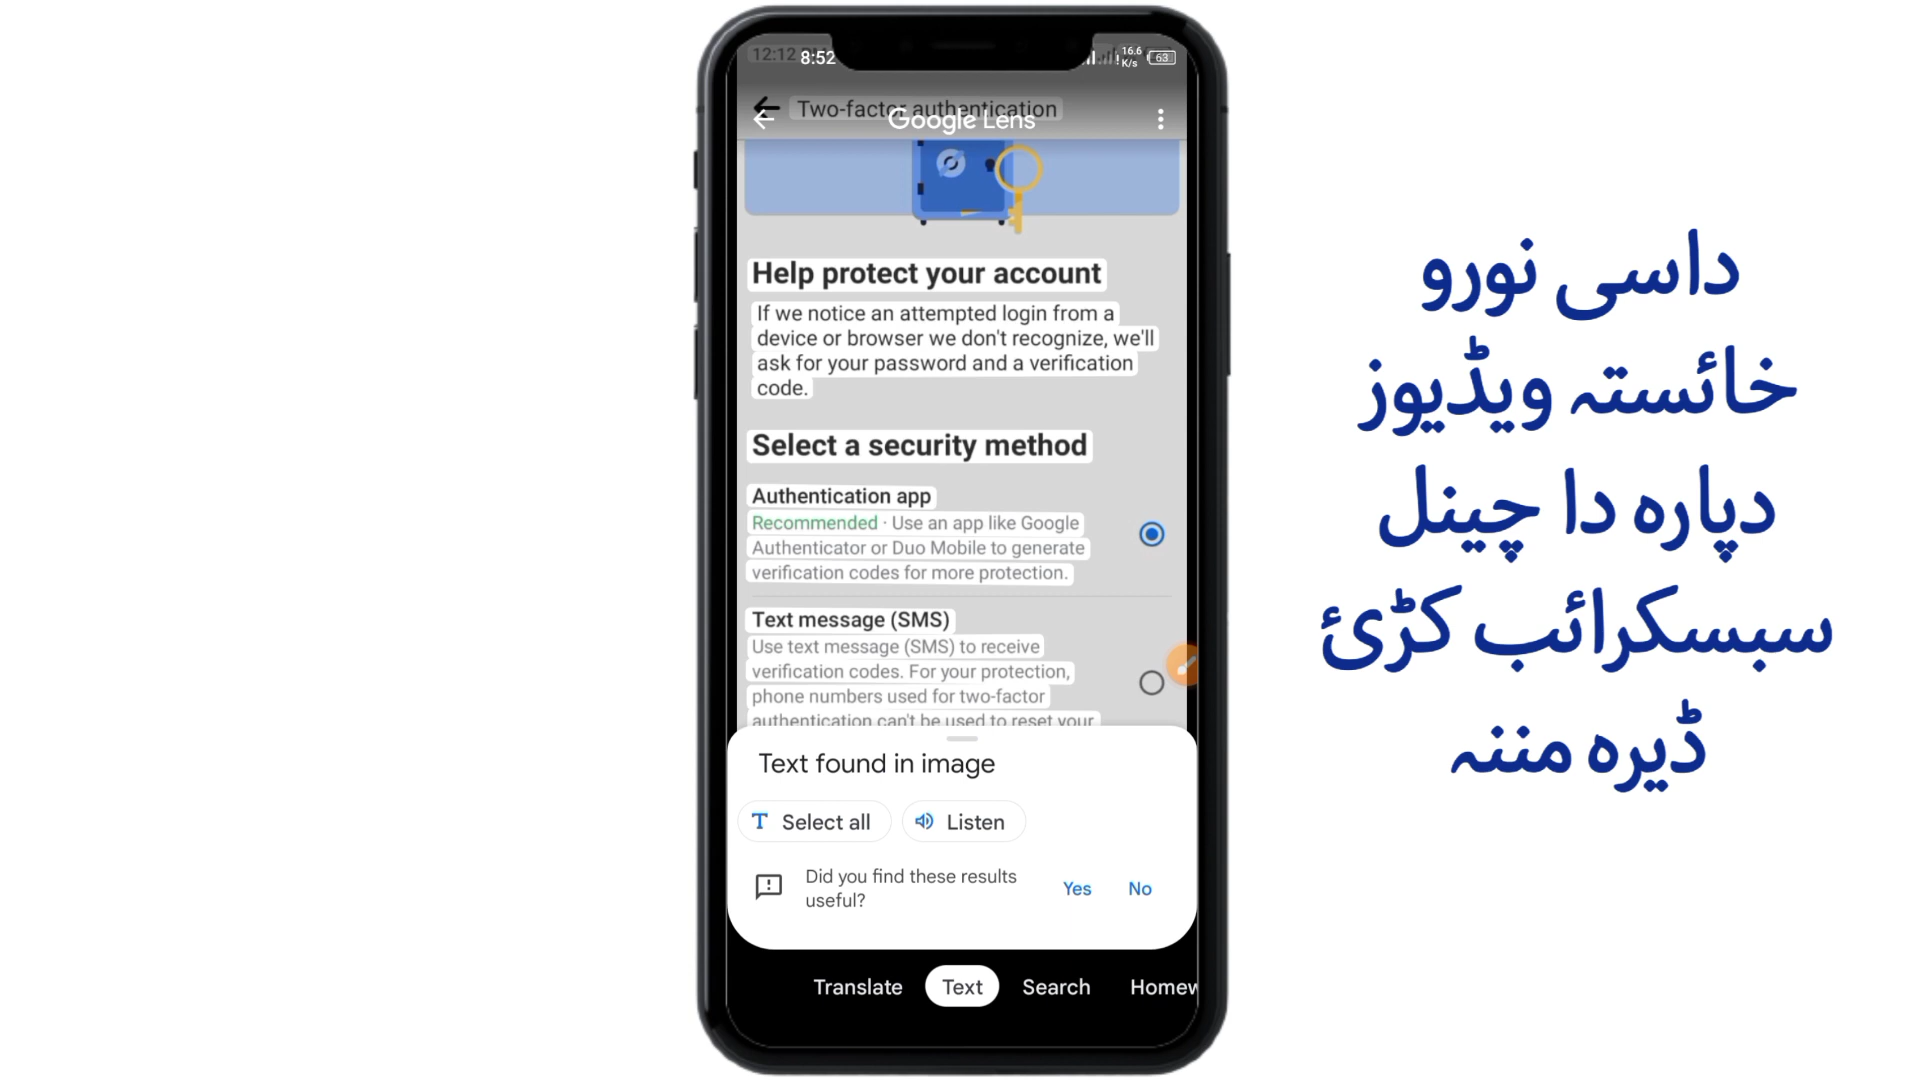 12:12
8:52
16.6
K/s
63
Two-factor authentication
Google Lens
Help protect your account
If we notice an attempted login from a
device or browser we don't recognize, we'll
ask for your password and a verification
code.
Select a security method
Authentication app
Recommended · Use an app like Google
Authenticator or Duo Mobile to generate
verification codes for more protection.
Text message (SMS)
Use text message (SMS) to receive
verification codes. For your protection,
phone numbers used for two-factor
authentication can't be used to reset your
Text found in image
Select all
Listen
Did you find these results
useful?
Yes
No
Translate
Text
Search
Homew
داسی نورو
خائستہ ویڈیوز
دپارہ دا چینل
سبسکرائب کڑئ
ڈیرہ مننہ